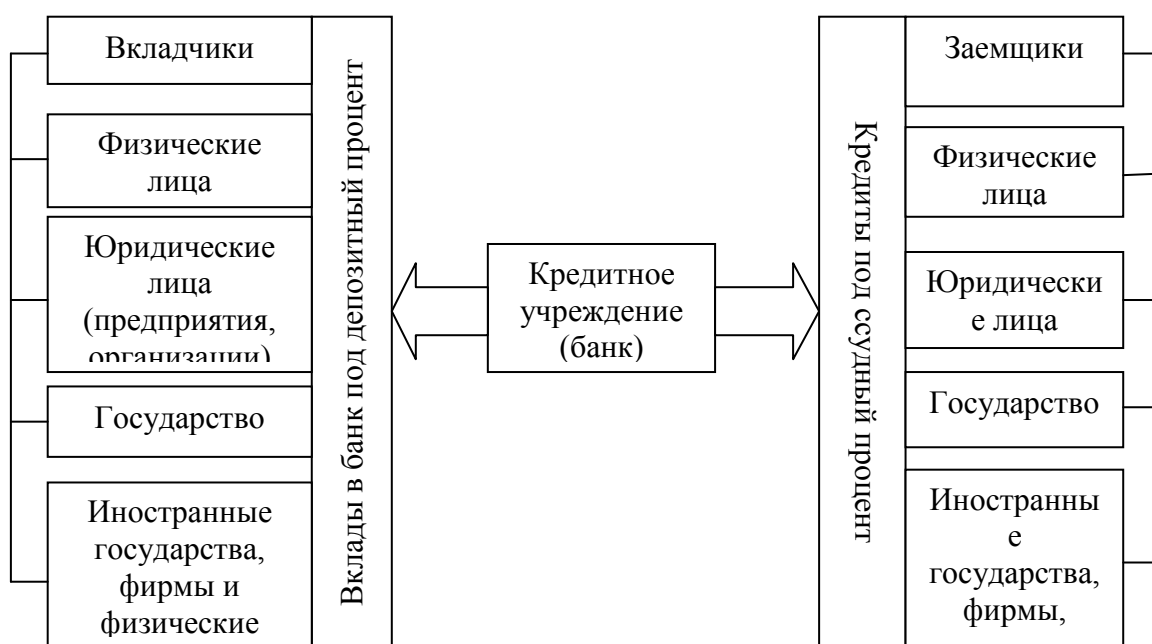 Вкладчики
Физические
лица
Юридические
лица
(предприятия,
организации)
Государство
Иностранные
государства,
фирмы и
физические
Вклады в банк под депозитный процент
Кредитное
учреждение
(банк)
Кредиты под ссудный процент
Заемщики
Физические
лица
Юридически
е лица
Государство
Иностранны
е
государства,
фирмы,